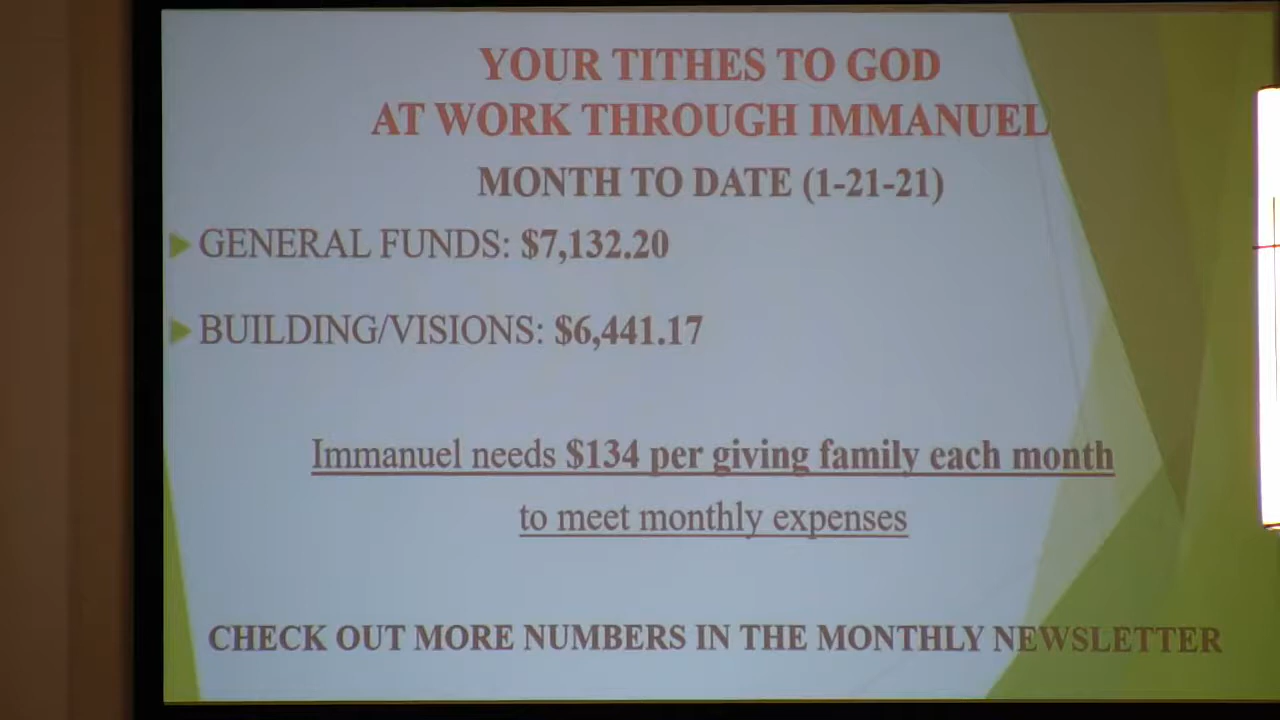 YOUR TITHES TO GOD
AT WORK THROUGH IMMANUEL
MONTH TO DATE (1-21-21)
GENERAL FUNDS: $7,132.20
BUILDING/VISIONS: $6,441.17
Immanuel needs $134 per giving family each month
to meet monthly expenses
CHECK OUT MORE NUMBERS IN THE MONTHLY NEWSLETTER